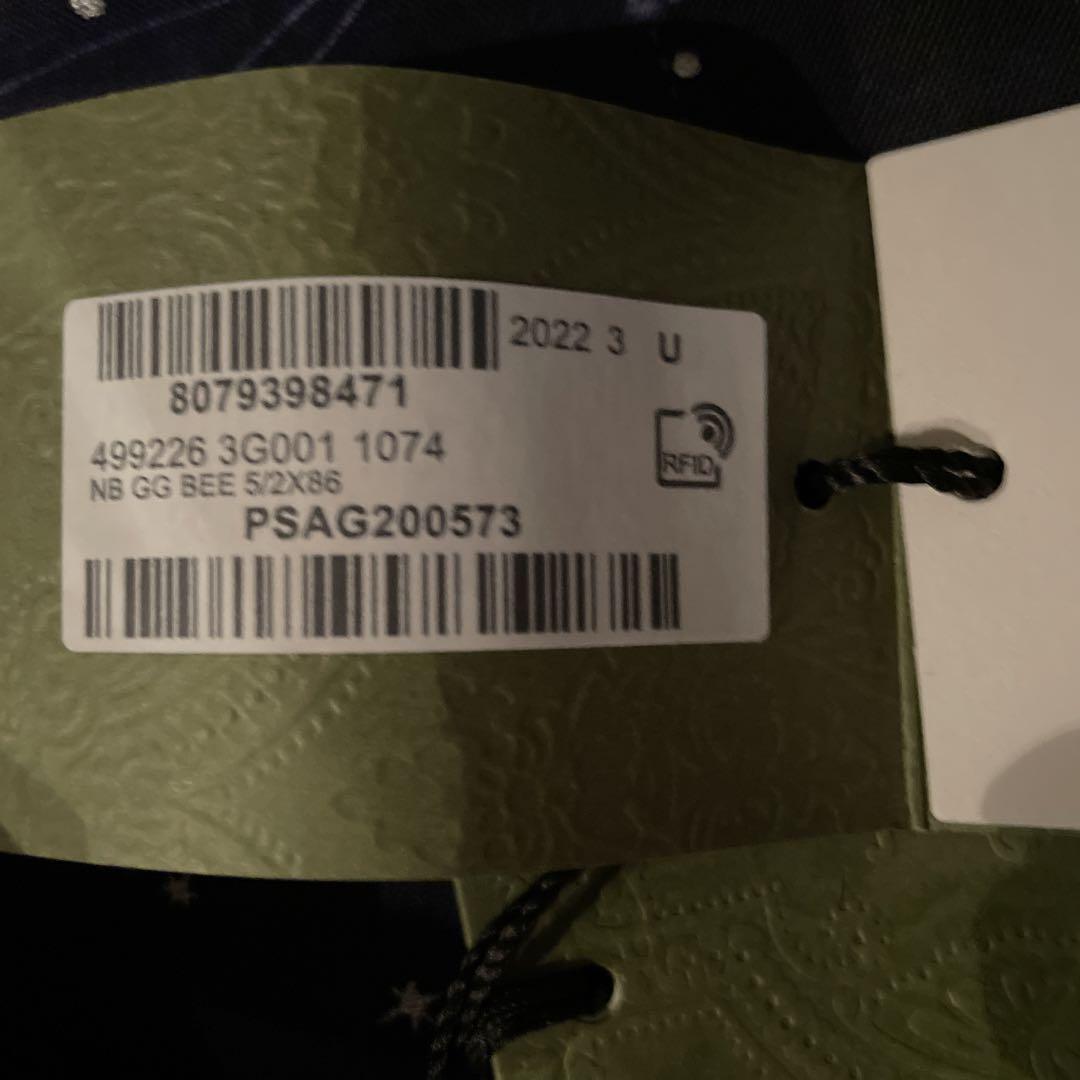 2022 3 U
8079398471
499226 3G001 1074
NB GG BEE 5/2X86
RFID
PSAG200573